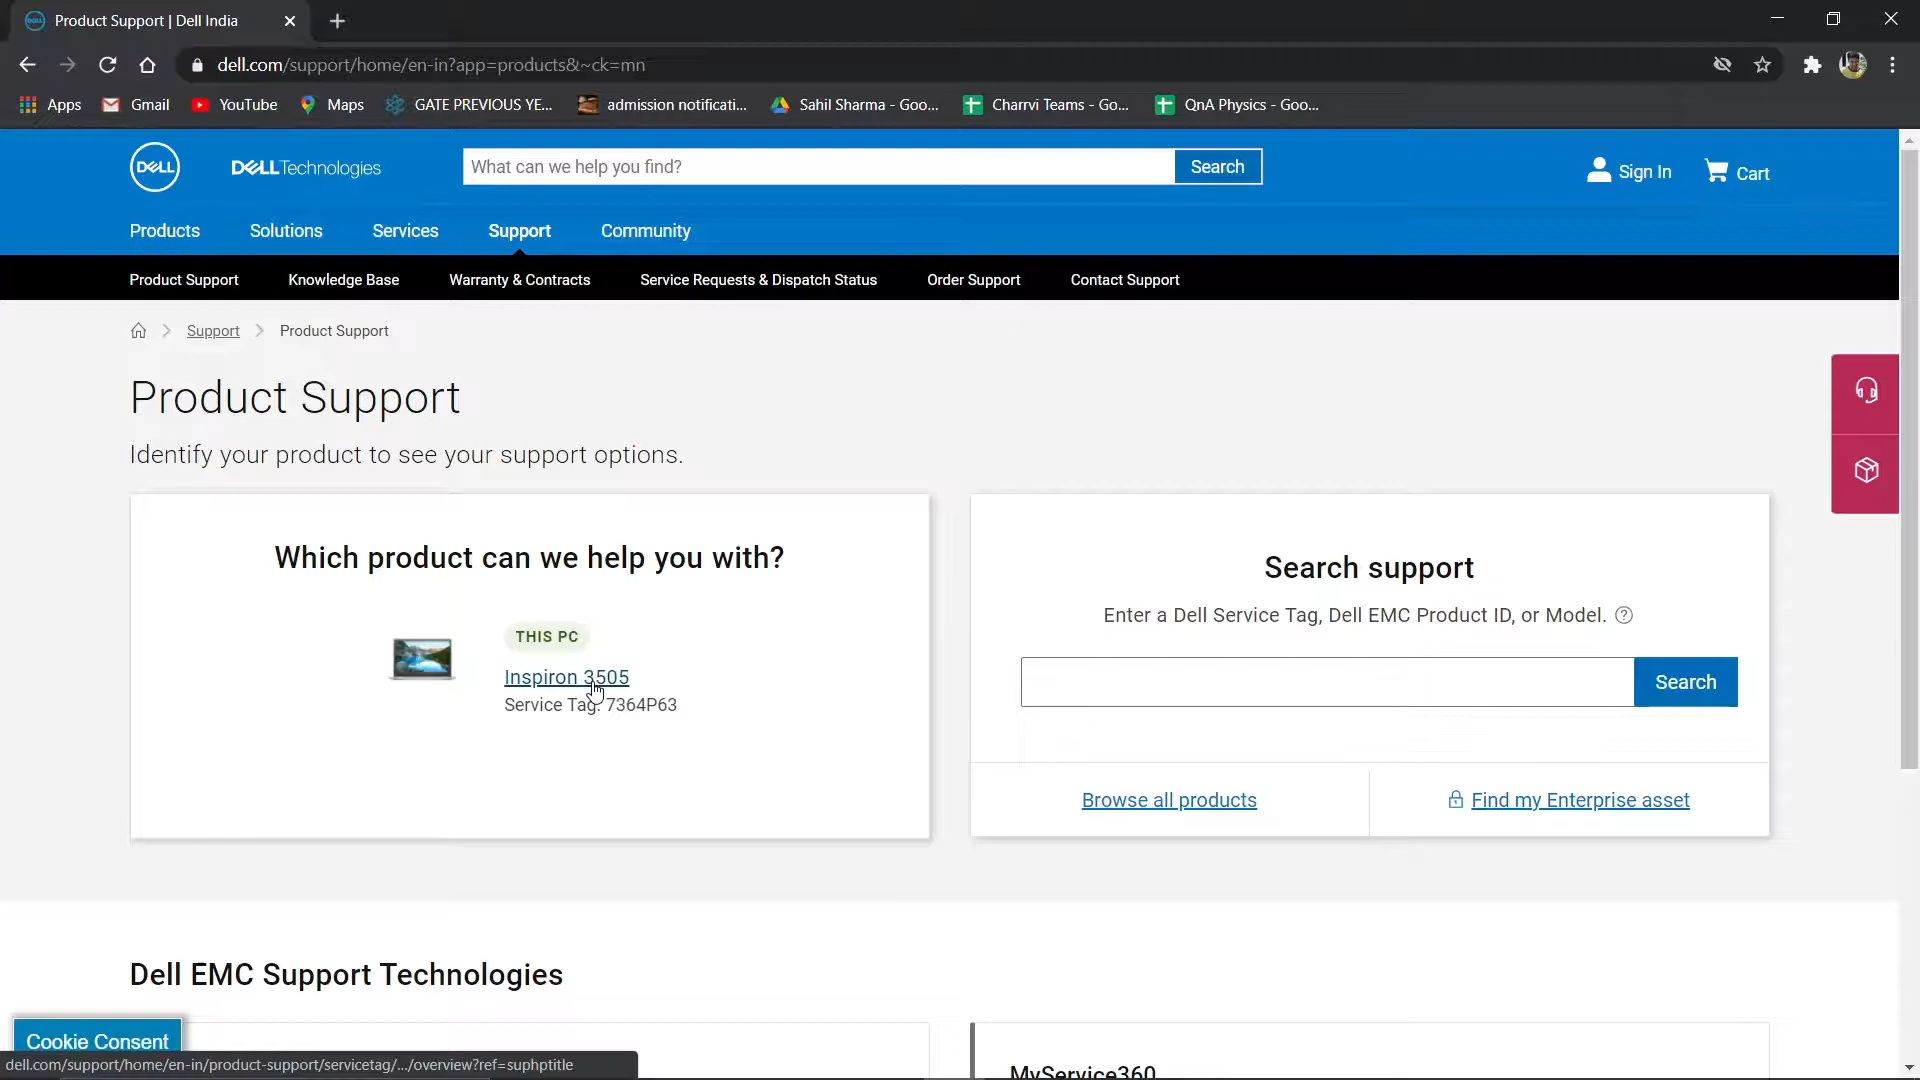 Product Support | Dell India
dell.com/support/home/en-in?app=products&~ck=mn
Apps
Gmail
YouTube
Maps
GATE PREVIOUS YE...
admission notificati...
Sahil Sharma - Goo...
Charrvi Teams - Go...
QnA Physics - Goo...
DELL
DELLTechnologies
What can we help you find?
Search
Sign In
Cart
Products
Solutions
Services
Support
Community
Product Support
Knowledge Base
Warranty & Contracts
Service Requests & Dispatch Status
Order Support
Contact Support
Support
Product Support
Product Support
Identify your product to see your support options.
Which product can we help you with?
THIS PC
Inspiron 3505
Service Tag: 7364P63
Search support
Enter a Dell Service Tag, Dell EMC Product ID, or Model.
Search
Browse all products
Find my Enterprise asset
Dell EMC Support Technologies
Cookie Consent
MyService360
dell.com/support/home/en-in/product-support/servicetag/.../overview?ref=suphptitle